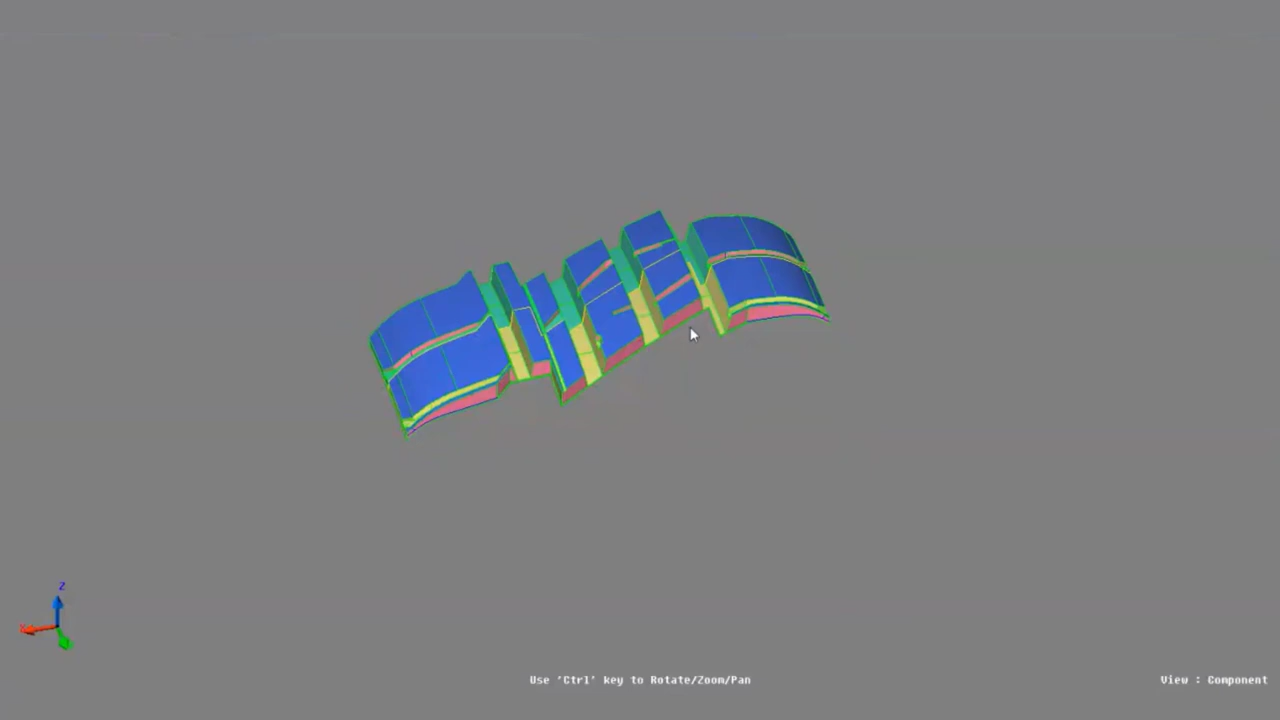 Z
X
Use 'Ctrl' key to Rotate/Zoom/Pan
View : Component